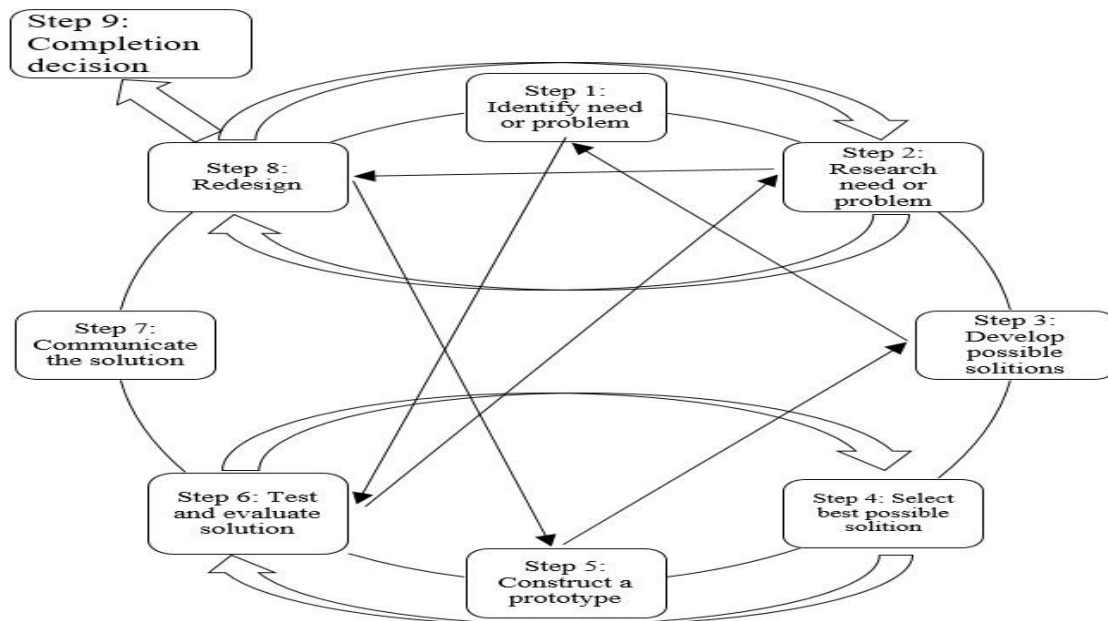 Step 9:
Completion
decision
Step 1:
Identify need
or problem
Step 2:
Research
need or
problem
Step 8:
Redesign
Step 7:
Communicate
the solution
Step 3:
Develop
possible
solitions
Step 6: Test
and evaluate
solution
Step 4: Select
best possible
solition
Step 5:
Construct a
prototype